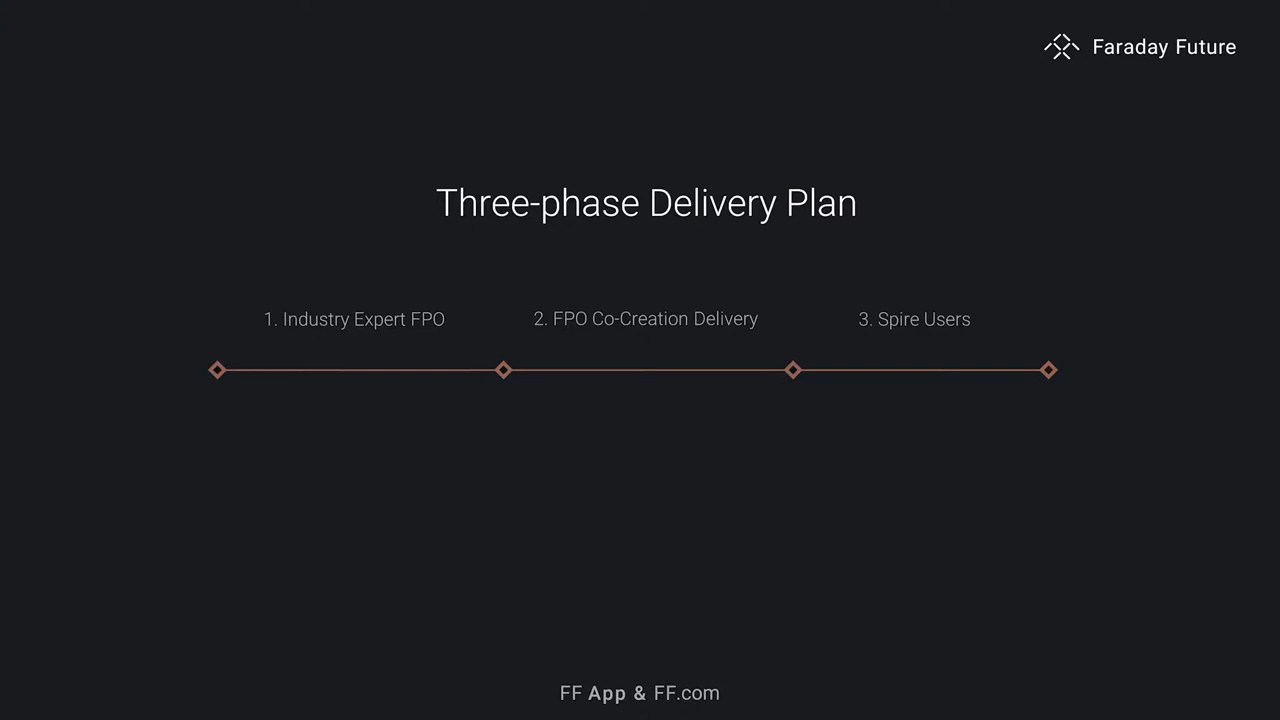 Faraday Future
Three-phase Delivery Plan
1. Industry Expert FPO
2. FPO Co-Creation Delivery
3. Spire Users
FF App & FF.com